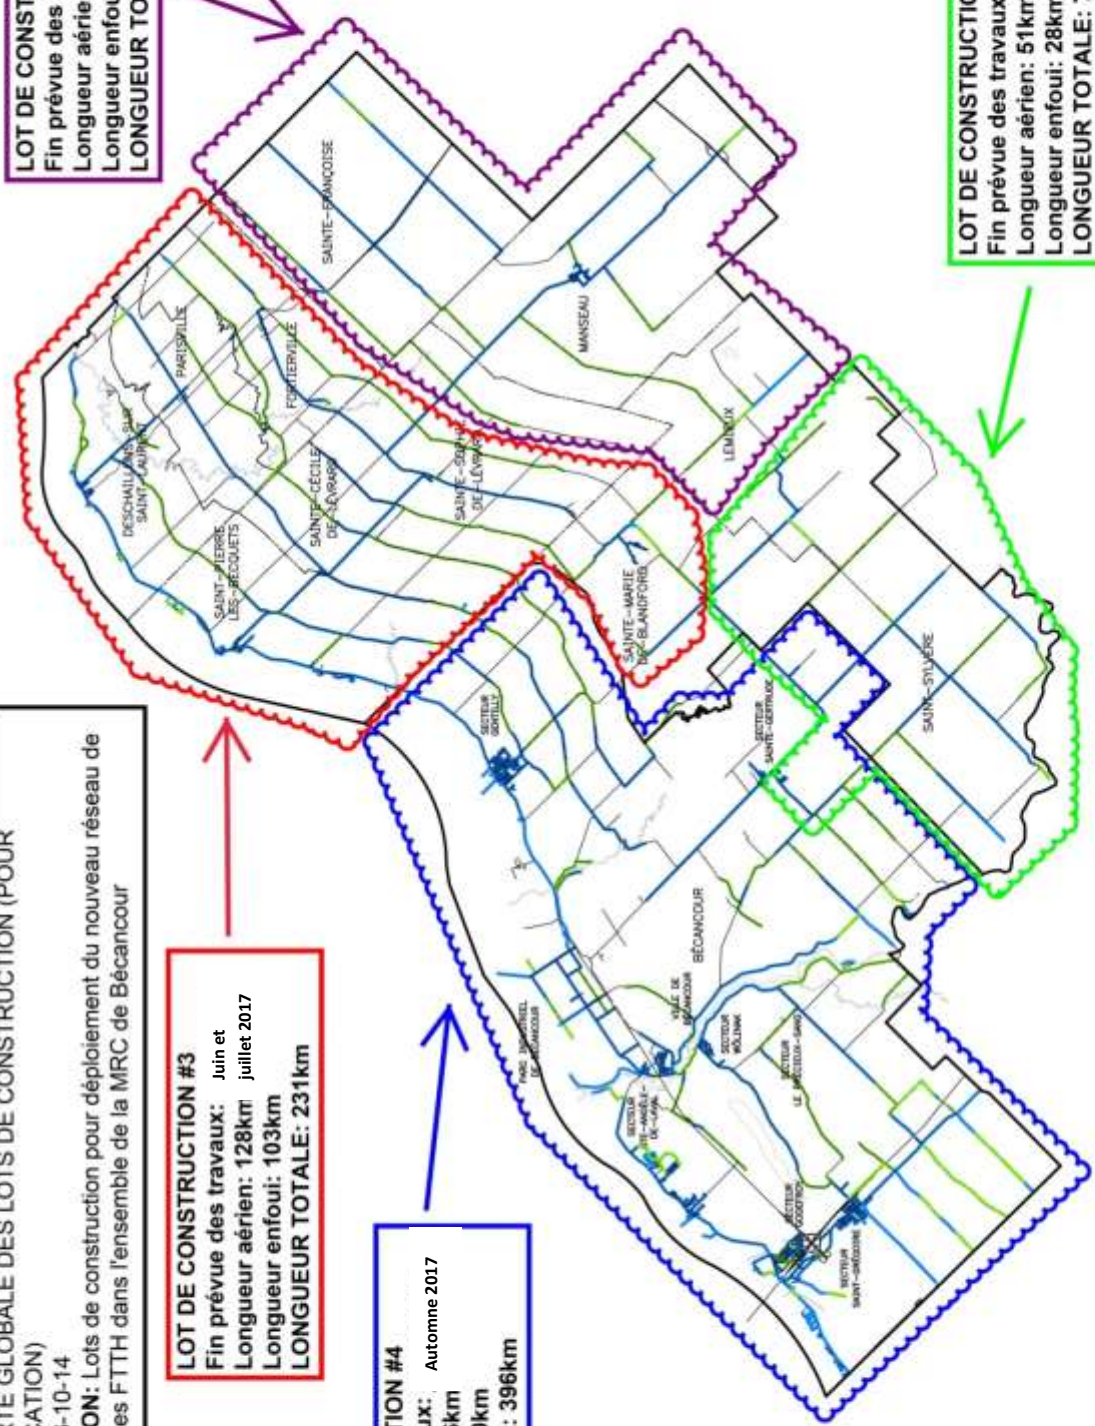 TE GLOBALE DES LOTS DE CONSTRUCTION (POUR
CATION)
-10-14
ON: Lots de construction pour déploiement du nouveau réseau de
es FTTH dans l'ensemble de la MRC de Bécancour
LOT DE CONST
Fin prévue des
Longueur aérie
Longueur enfou
LONGUEUR TO
LOT DE CONSTRUCTION #3
Fin prévue des travaux: Juin et
juillet 2017
Longueur aérien: 128km
Longueur enfoui: 103km
LONGUEUR TOTALE: 231km
TION #4
ux: Automne 2017
km
0km
: 396km
LOT DE CONSTRUCTIO
Fin prévue des travaux
Longueur aérien: 51km
Longueur enfoui: 28km
LONGUEUR TOTALE:
DESCHAILLONS-SUR-
SAINT-LAURENT
PARISVILLE
SAINTE-FRANÇOISE
FORTIERVILLE
SAINT-PIERRE
LES-BECQUETS
SAINTE-CÉCILE
DE-LÉVRARD
SAINTE-SOPHIE
DE-LÉVRARD
MANSEAU
LEMIEUX
SAINTE-MARIE
DE-BLANDFORD
SECTEUR
GENTILLY
SECTEUR
SAINTE-GERTRUDE
SAINT-SYLVÈRE
BÉCANCOUR
PARC INDUSTRIEL
DE BÉCANCOUR
VILLE DE
BÉCANCOUR
SECTEUR
WÔLINAK
SECTEUR
STE-ANGÈLE-
DE-LAVAL
SECTEUR
LE PRÉCIEUX-SANG
SECTEUR
GODEFROY
SECTEUR
SAINT-GRÉGOIRE